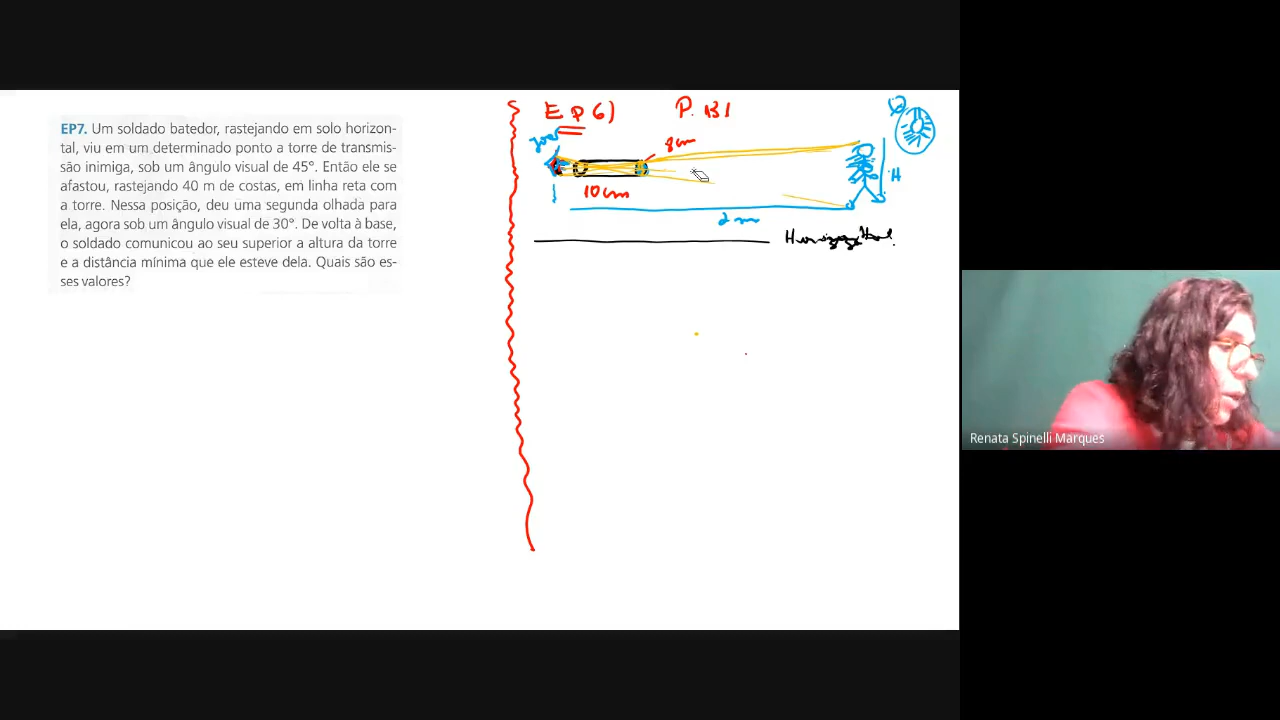 EP7. Um soldado batedor, rastejando em solo horizon-
tal, viu em um determinado ponto a torre de transmis-
são inimiga, sob um ângulo visual de 45°. Então ele se
afastou, rastejando 40 m de costas, em linha reta com
a torre. Nessa posição, deu uma segunda olhada para
ela, agora sob um ângulo visual de 30°. De volta à base,
o soldado comunicou ao seu superior a altura da torre
e a distância mínima que ele esteve dela. Quais são es-
ses valores?
EP6) P. 131
8cm
H
10cm
2m
Renata Spinelli Marques